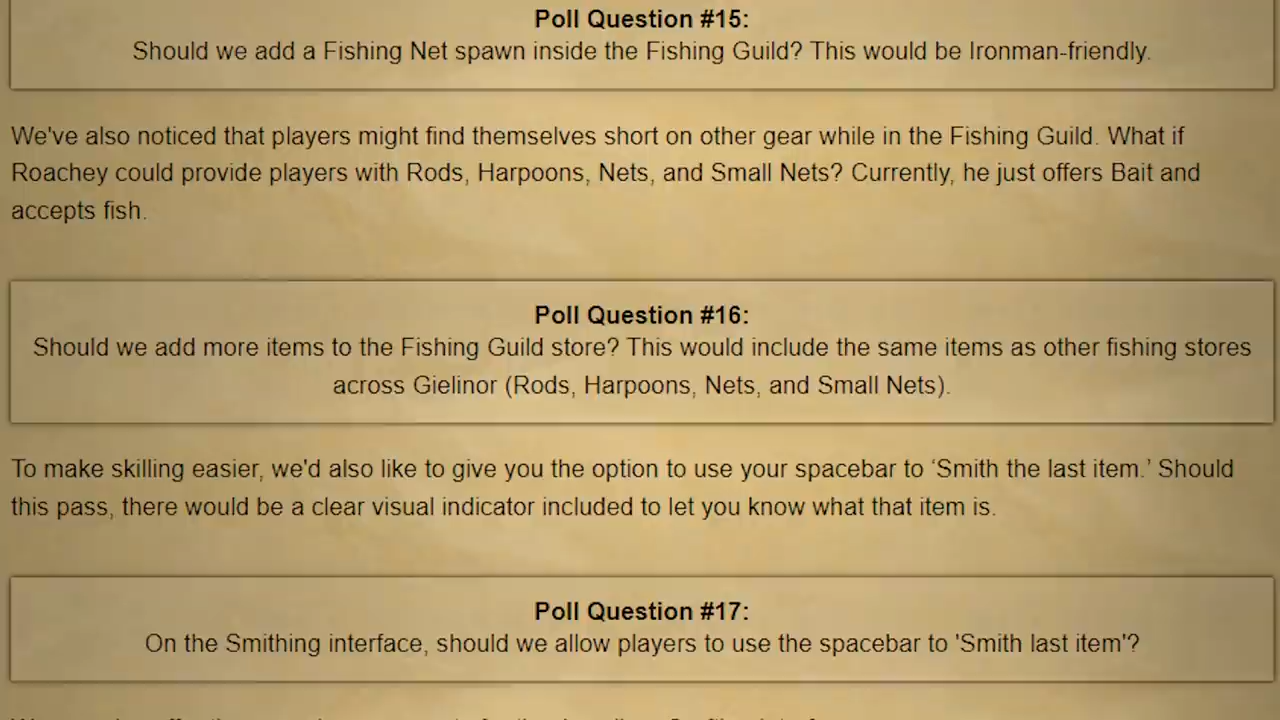 Poll Question #15:
Should we add a Fishing Net spawn inside the Fishing Guild? This would be Ironman-friendly.
We've also noticed that players might find themselves short on other gear while in the Fishing Guild. What if
Roachey could provide players with Rods, Harpoons, Nets, and Small Nets? Currently, he just offers Bait and
accepts fish.
Poll Question #16:
Should we add more items to the Fishing Guild store? This would include the same items as other fishing stores
across Gielinor (Rods, Harpoons, Nets, and Small Nets).
To make skilling easier, we'd also like to give you the option to use your spacebar to ‘Smith the last item.’ Should
this pass, there would be a clear visual indicator included to let you know what that item is.
Poll Question #17:
On the Smithing interface, should we allow players to use the spacebar to 'Smith last item'?